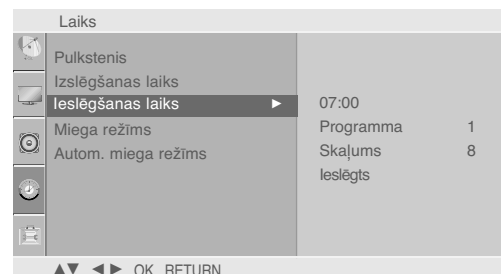 Laiks
Pulkstenis
Izslēgšanas laiks
Ieslēgšanas laiks ► 07:00
Miega režīms Programma 1
Autom. miega režīms Skaļums 8
Ieslēgts
▲▼ ◄► OK RETURN